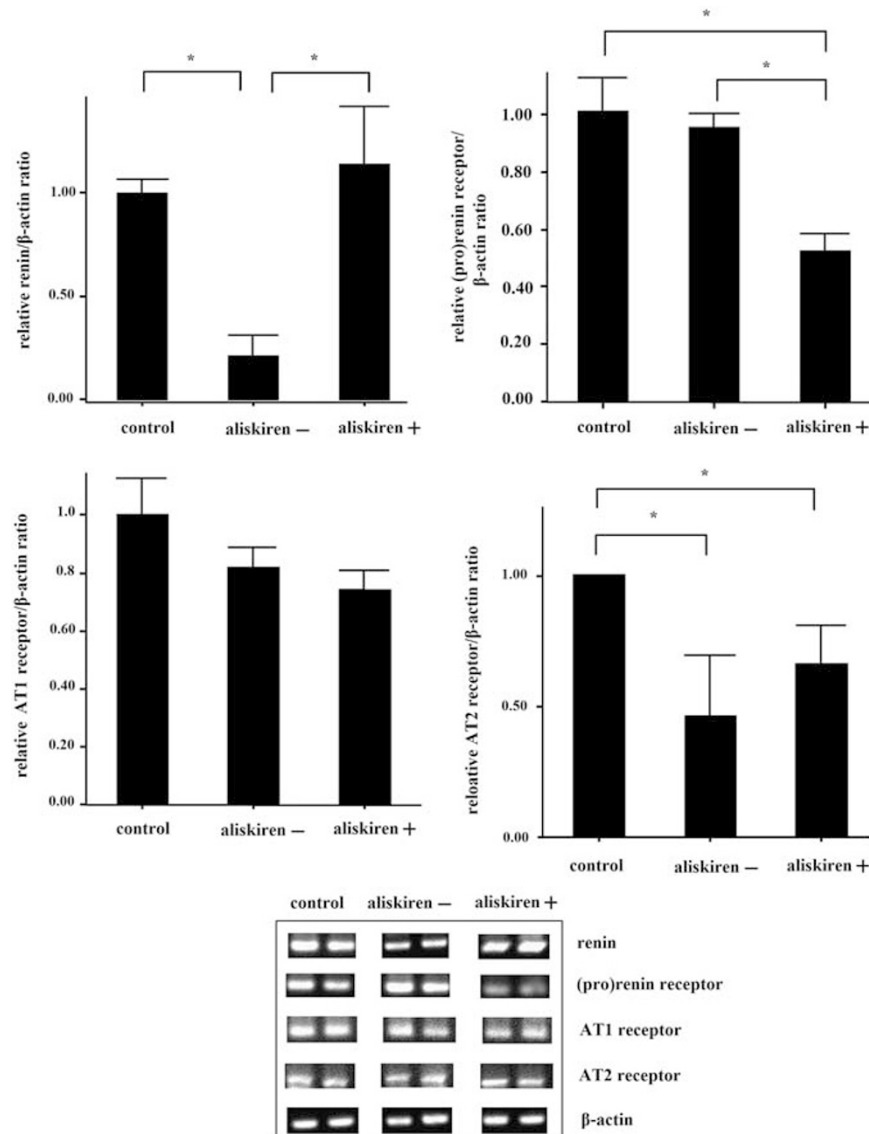 *
*
relative renin/β-actin ratio
1.00
0.50
0.00
control
aliskiren −
aliskiren +
*
*
relative (pro)renin receptor/
β-actin ratio
1.00
0.80
0.60
0.40
0.20
0.00
control
aliskiren −
aliskiren +
relative AT1 receptor/β-actin ratio
1.0
0.8
0.60
0.40
0.20
0.00
control
aliskiren −
aliskiren +
*
*
reloative AT2 receptor/β-actin ratio
1.00
0.50
0.00
control
aliskiren −
aliskiren +
control aliskiren − aliskiren +
renin
(pro)renin receptor
AT1 receptor
AT2 receptor
β-actin